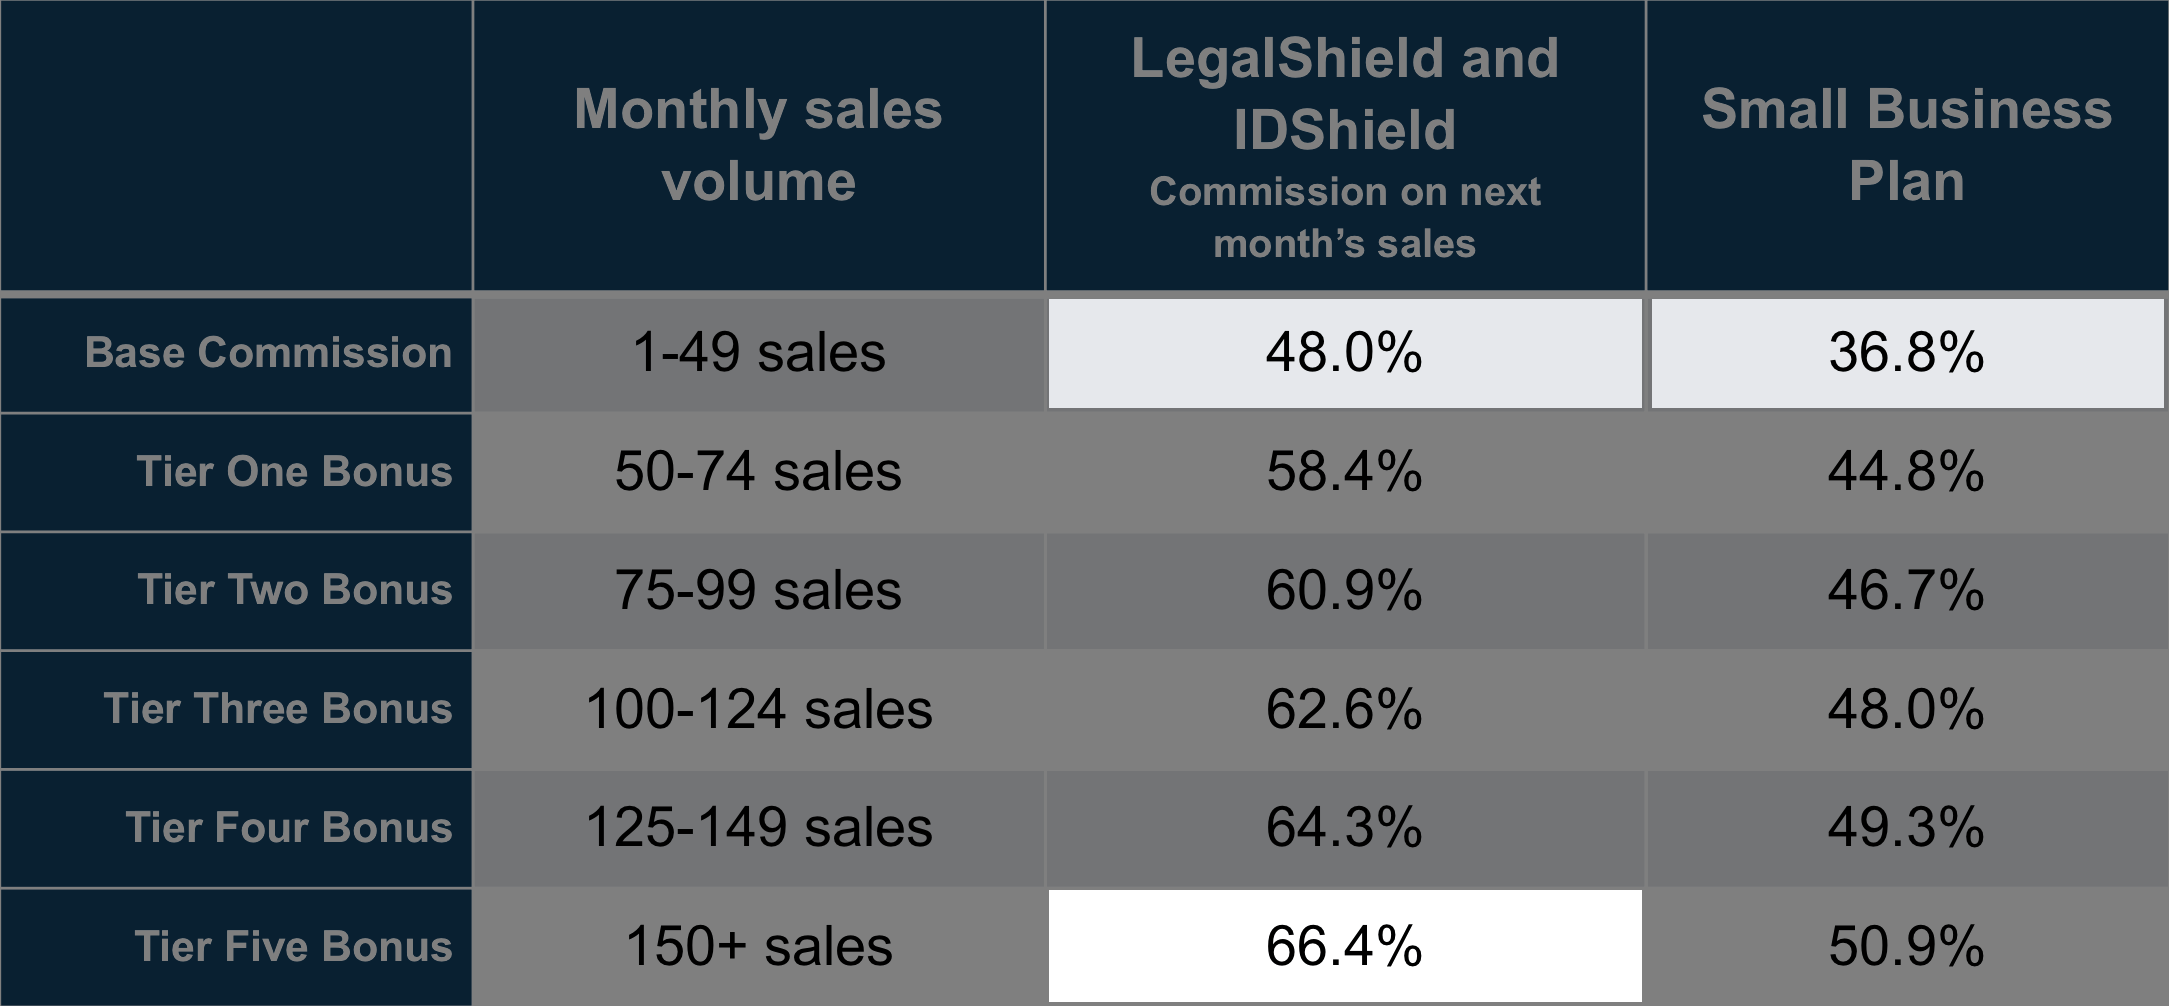 Monthly sales
volume
LegalShield and
IDShield
Commission on next
month’s sales
Small Business
Plan
Base Commission
1-49 sales
48.0%
36.8%
Tier One Bonus
50-74 sales
58.4%
44.8%
Tier Two Bonus
75-99 sales
60.9%
46.7%
Tier Three Bonus
100-124 sales
62.6%
48.0%
Tier Four Bonus
125-149 sales
64.3%
49.3%
Tier Five Bonus
150+ sales
66.4%
50.9%